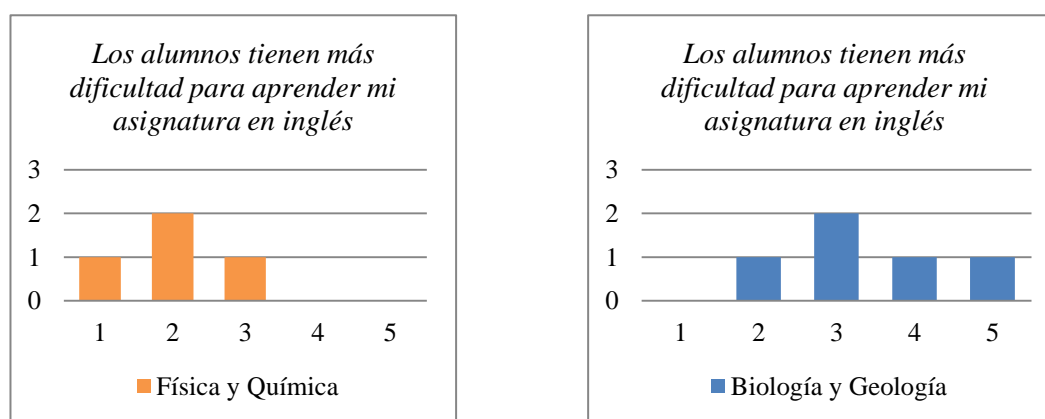 Los alumnos tienen más
dificultad para aprender mi
asignatura en inglés
3
2
1
0
1 2 3 4 5
Física y Química
Los alumnos tienen más
dificultad para aprender mi
asignatura en inglés
3
2
1
0
1 2 3 4 5
Biología y Geología